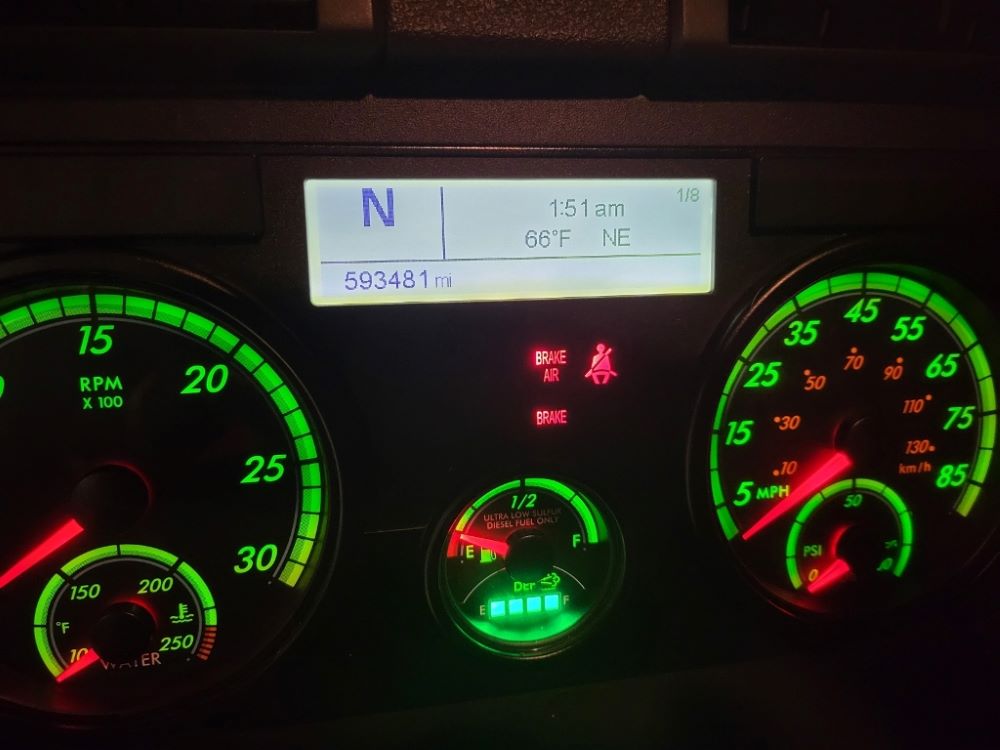 N
1:51 am
1/8
66°F NE
593481 mi
15
20
25
30
RPM
X 100
150
200
250
°F
WATER
BRAKE
AIR
BRAKE
1/2
ULTRA LOW SULFUR
DIESEL FUEL ONLY
E
F
DEF
E
F
5
15
25
35
45
55
65
75
85
MPH
10
30
50
70
90
110
130
km/h
50
PSI
0